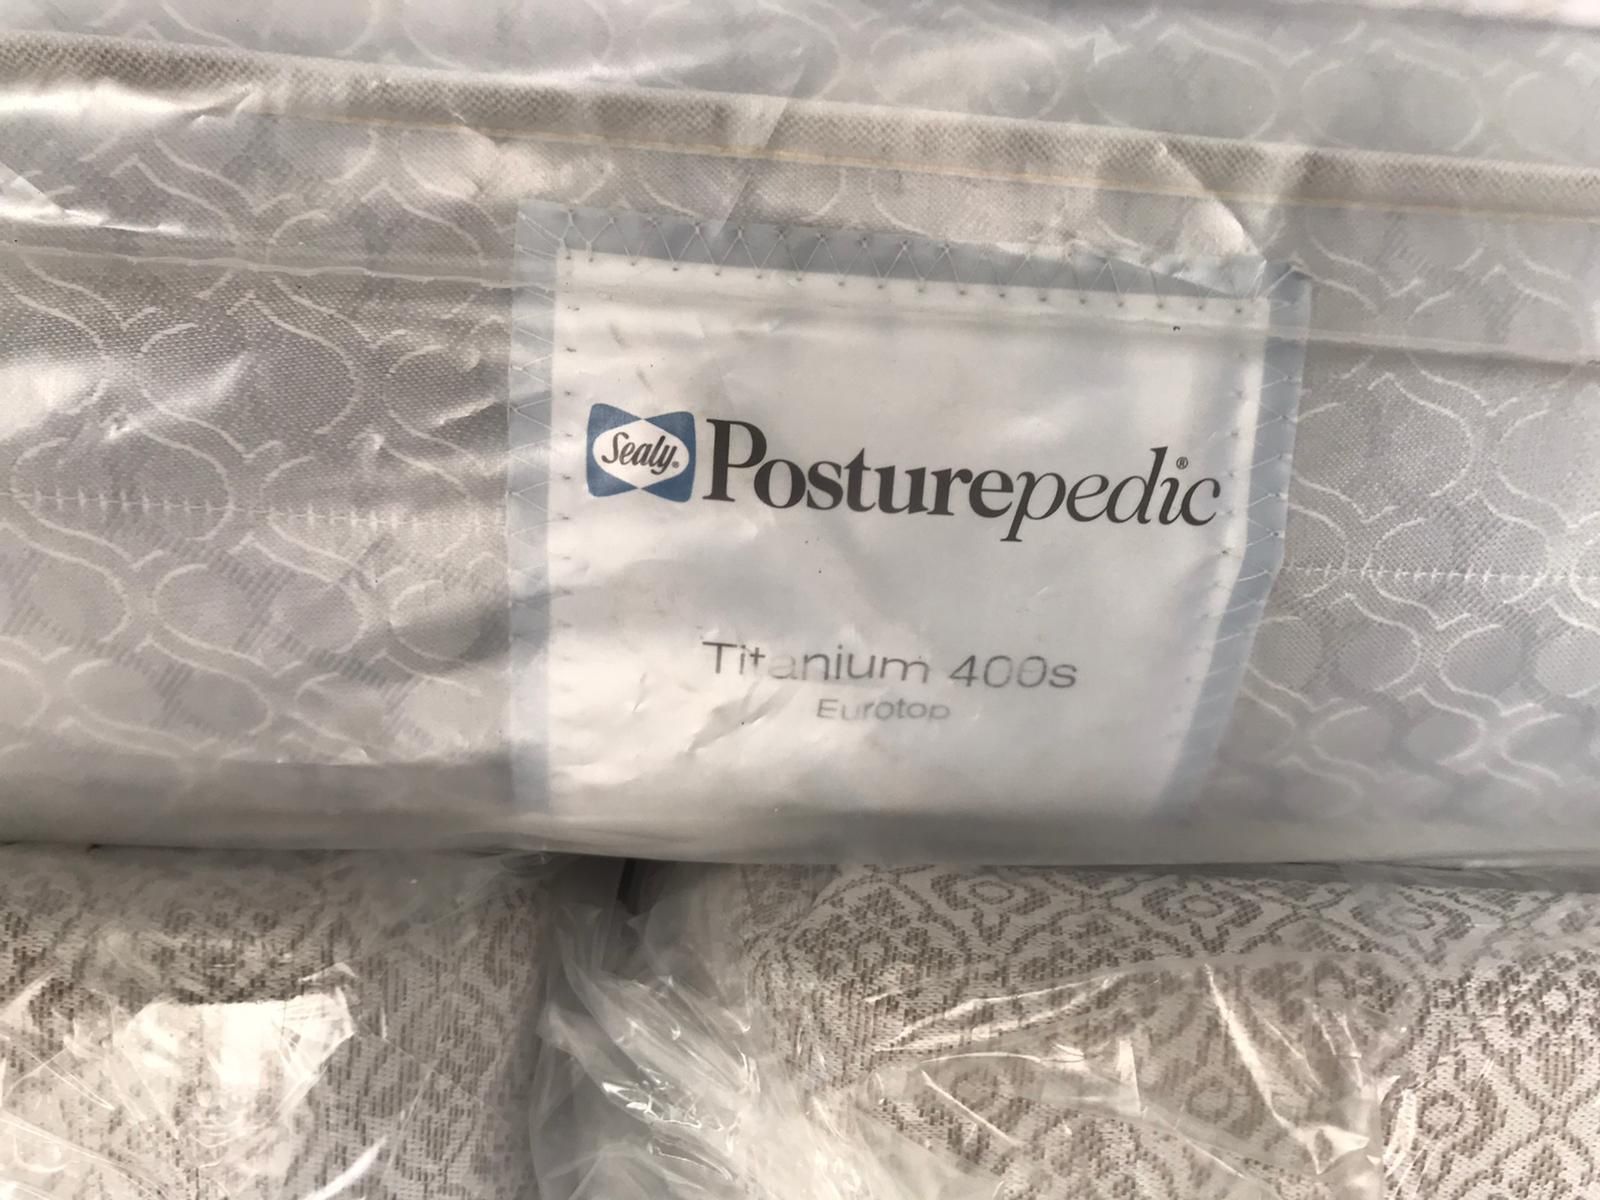 Sealy® Posturepedic®
Titanium 400s
Eurotop